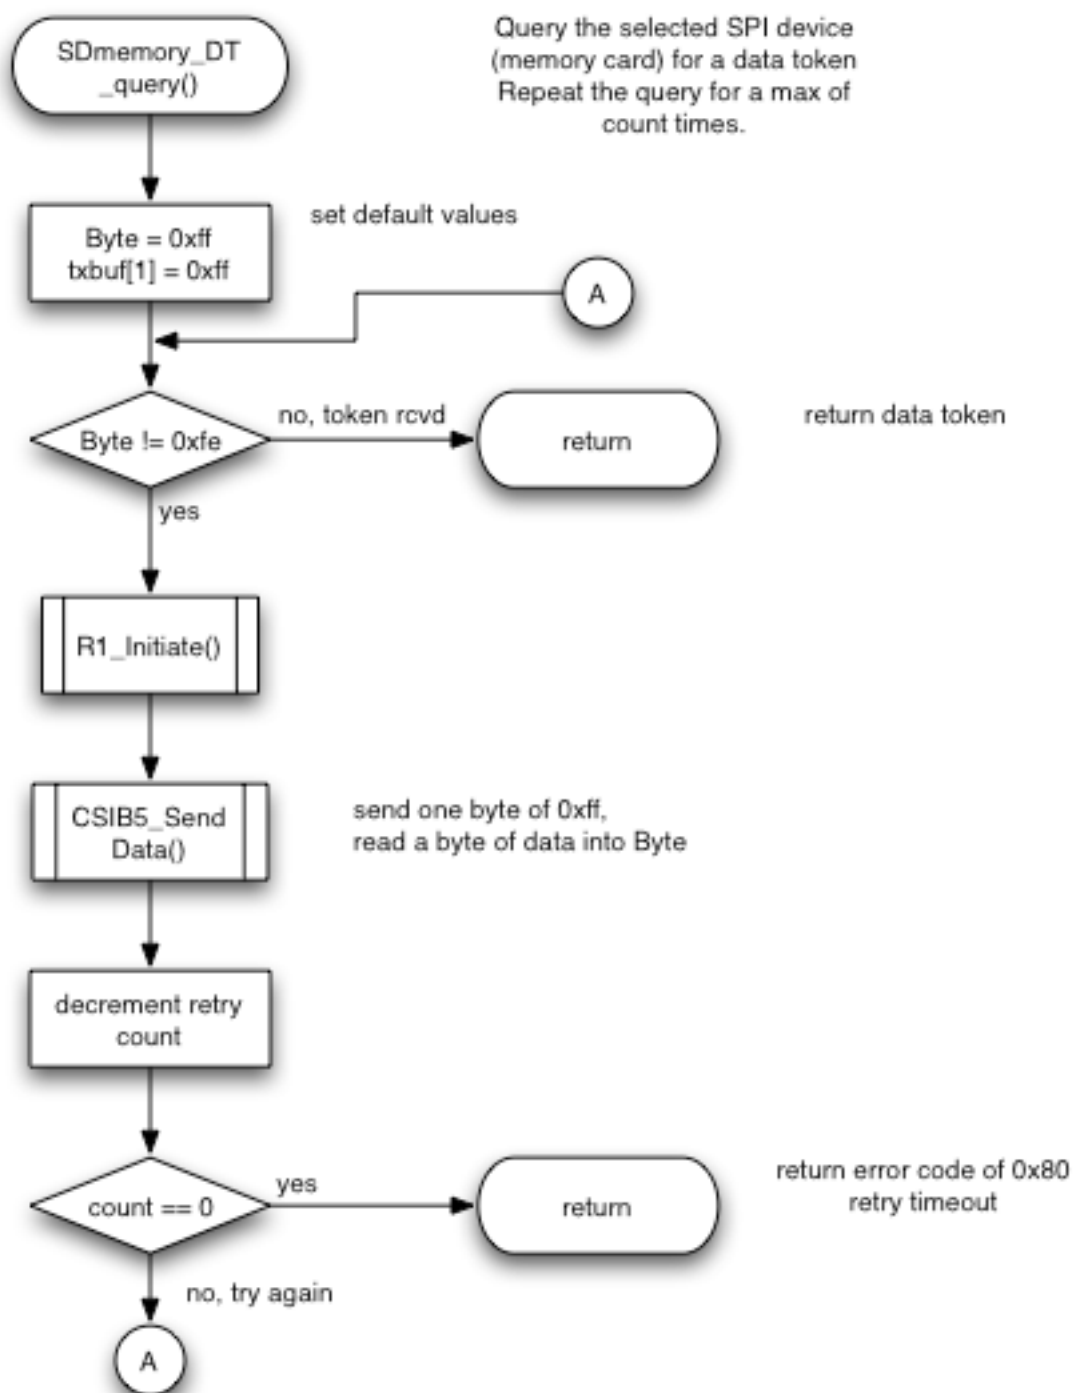 SDmemory_DT
_query()
Query the selected SPI device
(memory card) for a data token
Repeat the query for a max of
count times.
Byte = 0xff
txbuf[1] = 0xff
set default values
A
Byte != 0xfe
no, token rcvd
return
return data token
yes
R1_Initiate()
CSIB5_Send
Data()
send one byte of 0xff,
read a byte of data into Byte
decrement retry
count
count == 0
yes
return
return error code of 0x80
retry timeout
no, try again
A